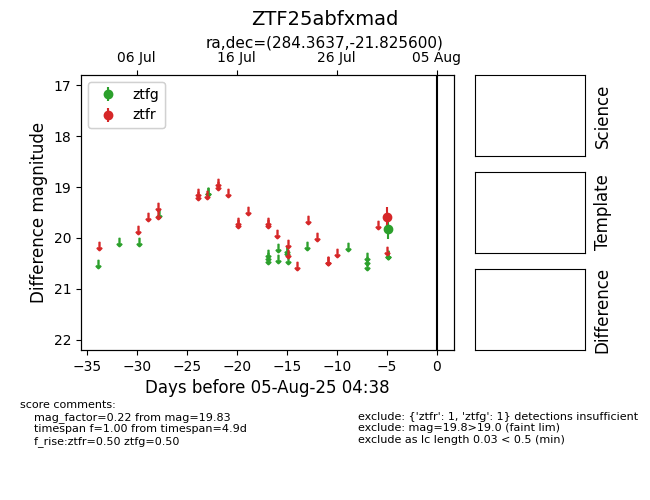 ZTF25abfxmad
ra,dec=(284.3637,-21.825600)
06 Jul
16 Jul
26 Jul
05 Aug
ztfg
ztfr
17
18
19
20
21
22
Difference magnitude
−35
−30
−25
−20
−15
−10
−5
0
Days before 05-Aug-25 04:38
Science
Template
Difference
score comments:
mag_factor=0.22 from mag=19.83
timespan f=1.00 from timespan=4.9d
f_rise:ztfr=0.50 ztfg=0.50
exclude: {'ztfr': 1, 'ztfg': 1} detections insufficient
exclude: mag=19.8>19.0 (faint lim)
exclude as lc length 0.03 < 0.5 (min)